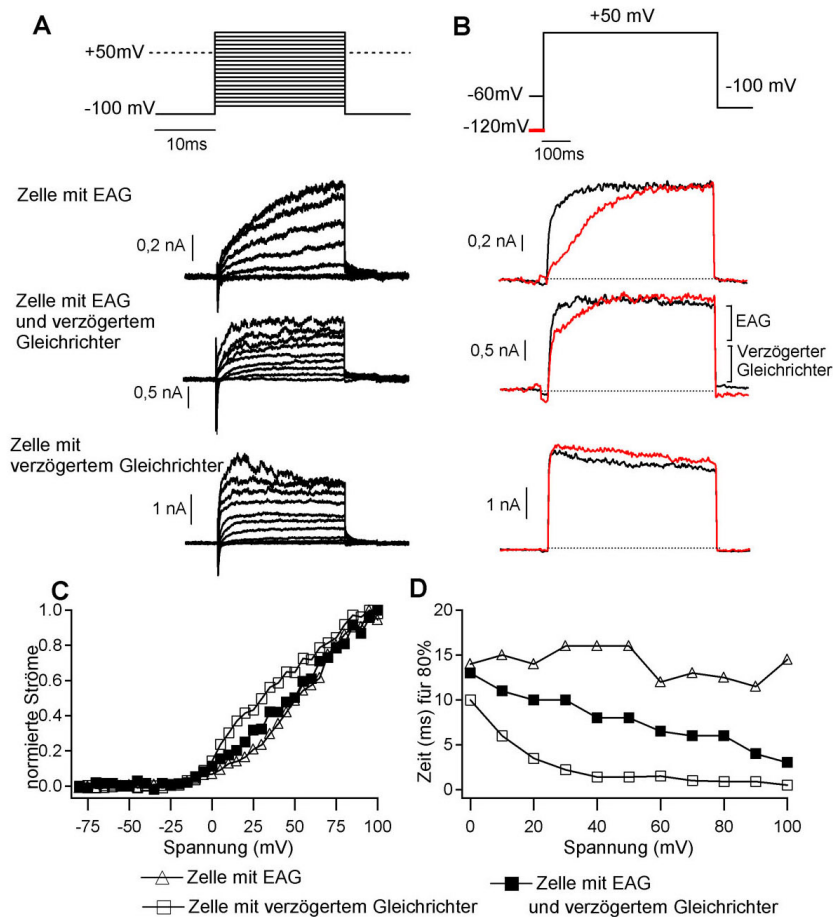 A
+50mV
-100 mV
10ms
B
+50 mV
-60mV
-120mV
-100 mV
100ms
Zelle mit EAG
0,2 nA
0,2 nA
Zelle mit EAG
und verzögertem
Gleichrichter
0,5 nA
0,5 nA
EAG
Verzögerter
Gleichrichter
Zelle mit
verzögertem Gleichrichter
1 nA
1 nA
C
normierte Ströme
1.0
0.8
0.6
0.4
0.2
0.0
-75 -50 -25 0 25 50 75 100
Spannung (mV)
D
Zeit (ms) für 80%
20
15
10
5
0
0 20 40 60 80 100
Spannung (mV)
Zelle mit EAG
Zelle mit verzögertem Gleichrichter
Zelle mit EAG
und verzögertem Gleichrichter